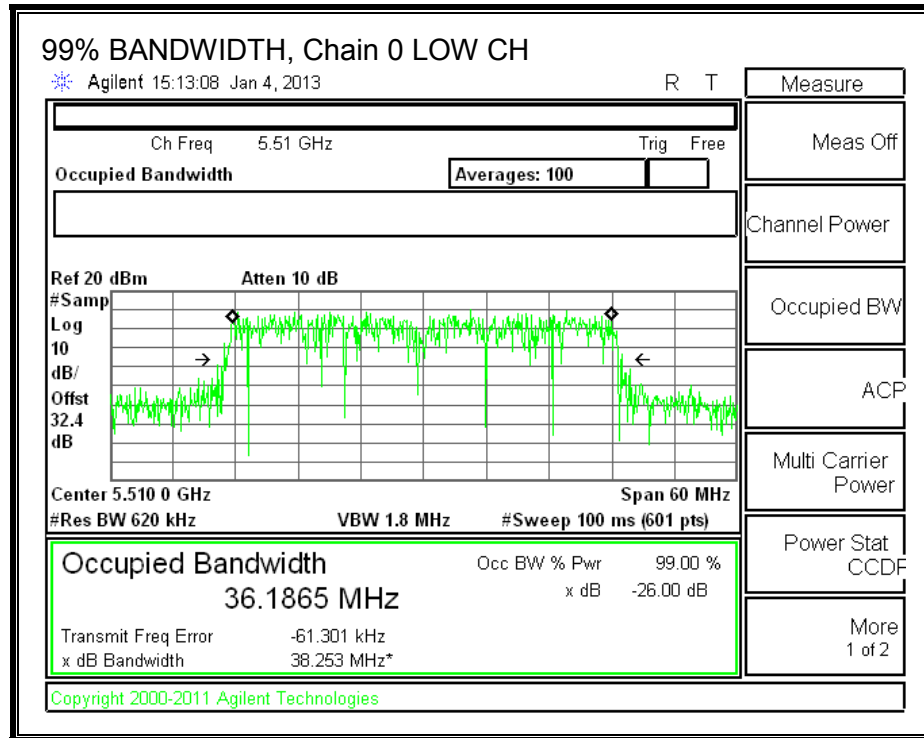 99% BANDWIDTH, Chain 0 LOW CH
Agilent 15:13:08 Jan 4, 2013 R T
Measure
Ch Freq 5.51 GHz Trig Free
Meas Off
Occupied Bandwidth Averages: 100
Channel Power
Ref 20 dBm Atten 10 dB
#Samp
Log
10
dB/
Offst
32.4
dB
Occupied BW
ACP
Multi Carrier
Power
Center 5.510 0 GHz Span 60 MHz
#Res BW 620 kHz VBW 1.8 MHz #Sweep 100 ms (601 pts)
Power Stat
CCDF
Occupied Bandwidth Occ BW % Pwr 99.00 %
36.1865 MHz x dB -26.00 dB
Transmit Freq Error -61.301 kHz
x dB Bandwidth 38.253 MHz*
More
1 of 2
Copyright 2000-2011 Agilent Technologies